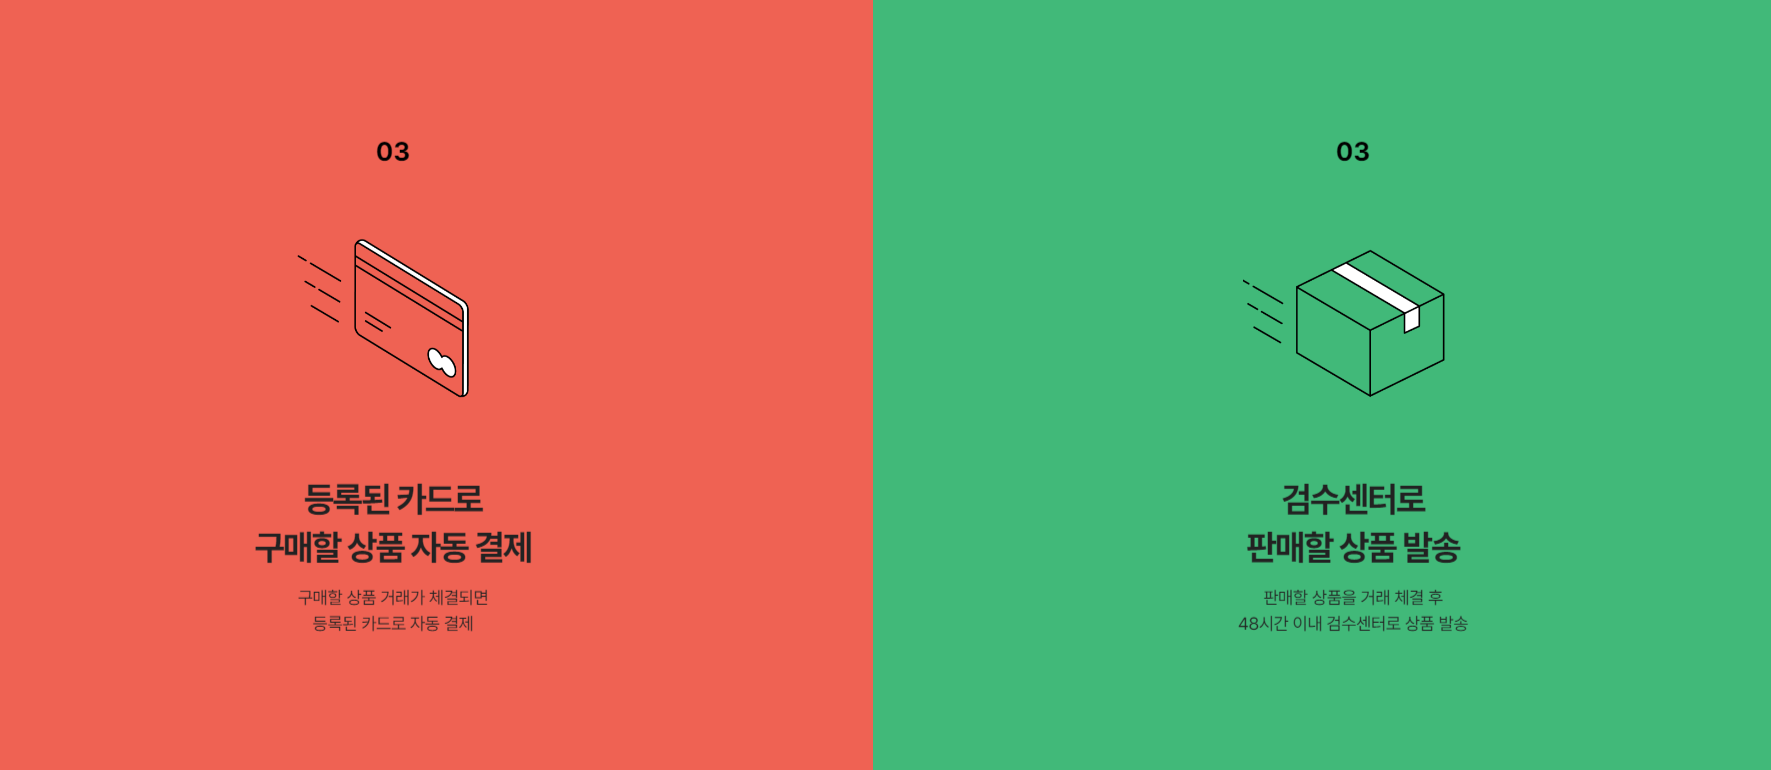 03
등록된 카드로
구매할 상품 자동 결제
구매할 상품 거래가 체결되면
등록된 카드로 자동 결제
03
검수센터로
판매할 상품 발송
판매할 상품을 거래 체결 후
48시간 이내 검수센터로 상품 발송